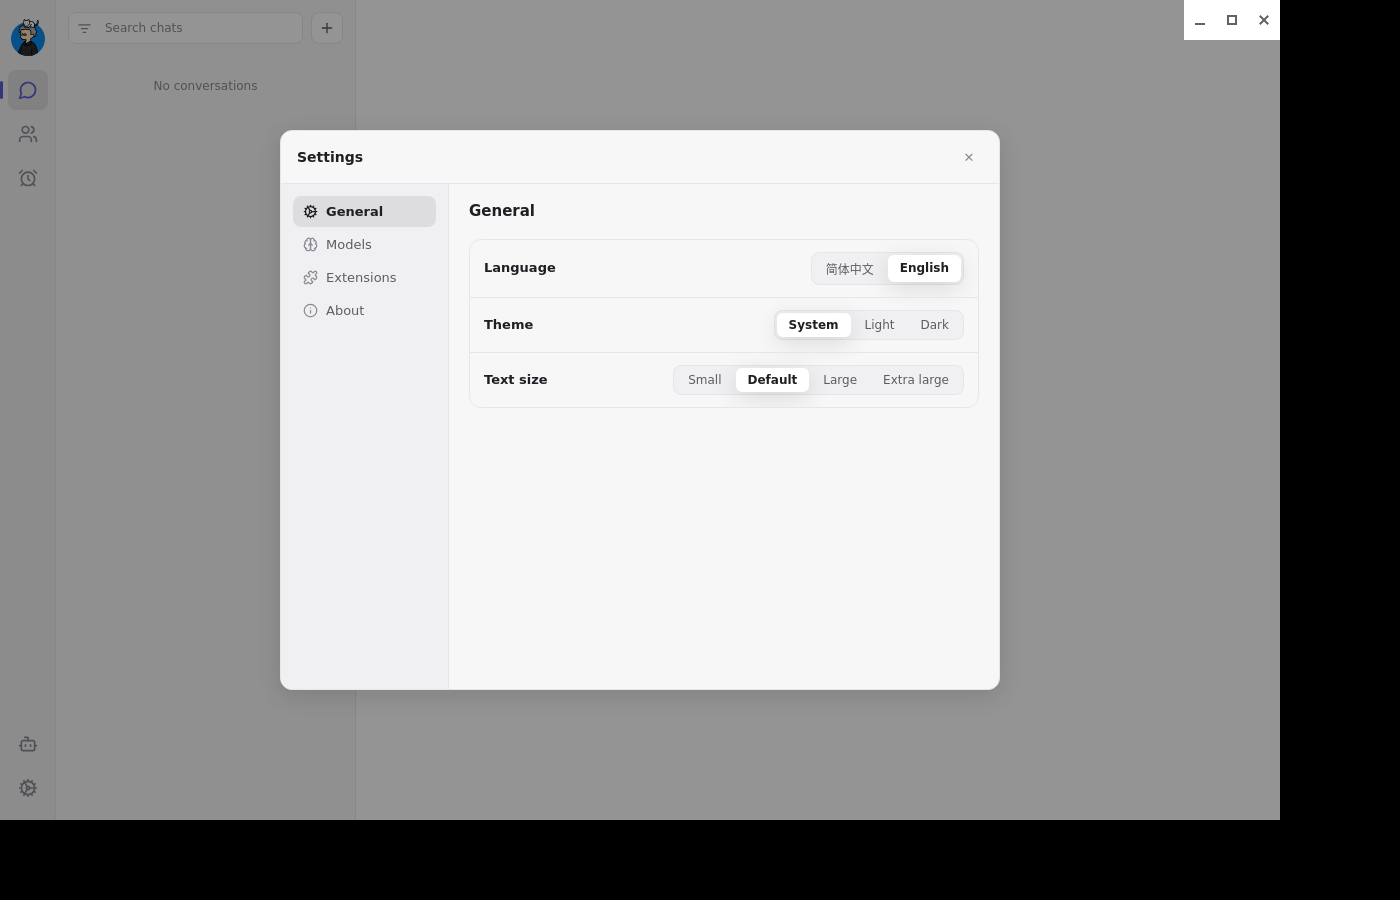 Search chats
No conversations
Settings
General
Models
Extensions
About
General
Language
简体中文 English
Theme
System Light Dark
Text size
Small Default Large Extra large